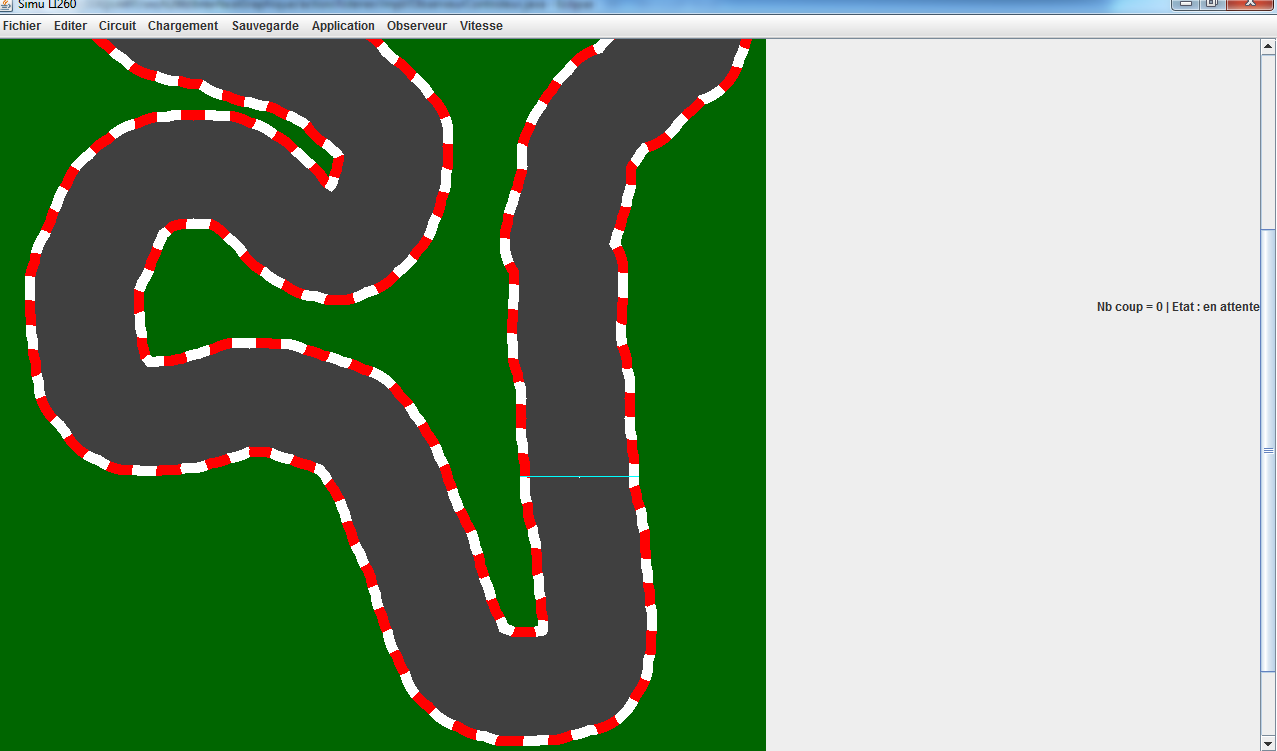 Simu LI260
Fichier Editer Circuit Chargement Sauvegarde Application Observeur Vitesse
Nb coup = 0 | Etat : en attente